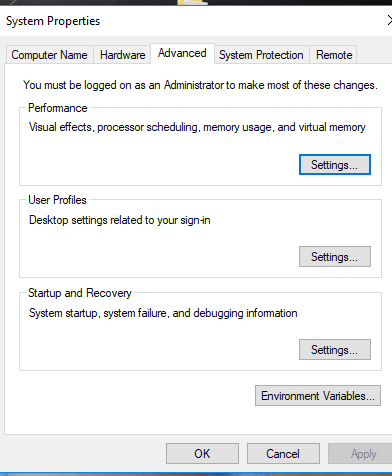 System Properties
Computer Name Hardware Advanced System Protection Remote
You must be logged on as an Administrator to make most of these changes.
Performance
Visual effects, processor scheduling, memory usage, and virtual memory
Settings...
User Profiles
Desktop settings related to your sign-in
Settings...
Startup and Recovery
System startup, system failure, and debugging information
Settings...
Environment Variables...
OK Cancel Apply